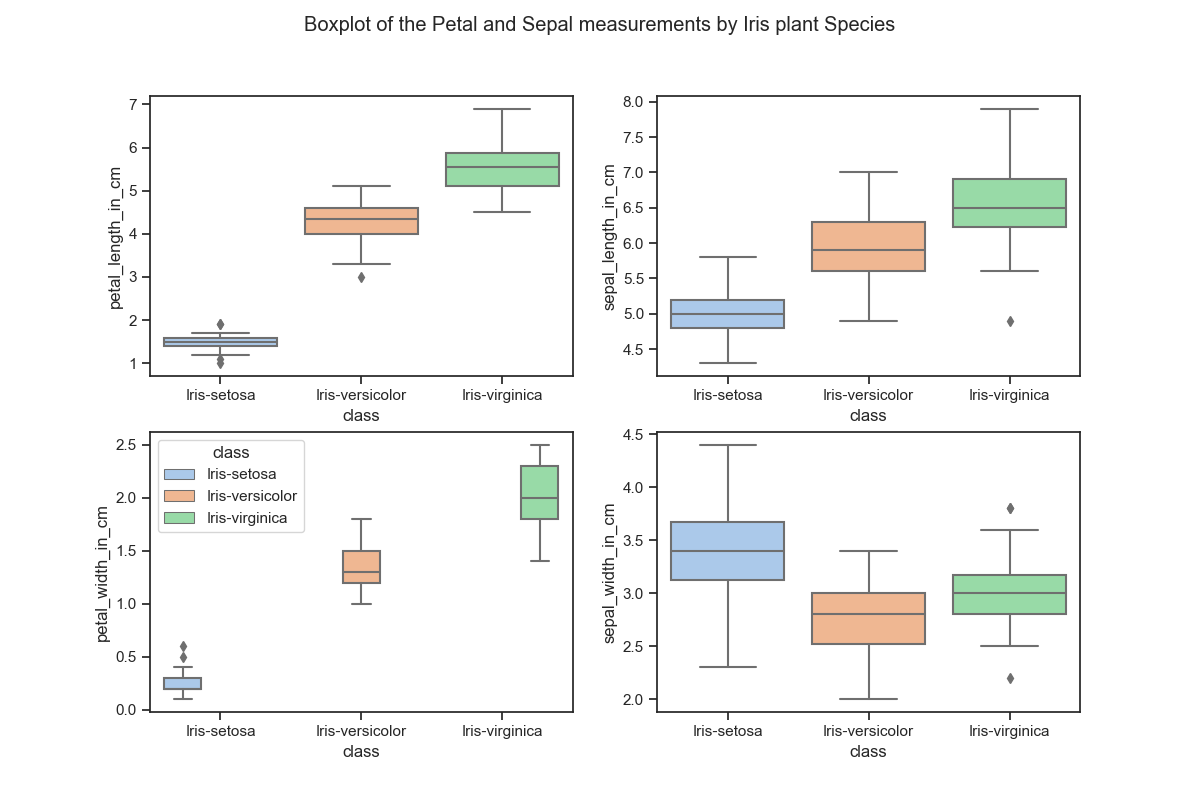 Boxplot of the Petal and Sepal measurements by Iris plant Species
petal_length_in_cm
7
6
5
4
3
2
1
Iris-setosa Iris-versicolor Iris-virginica
class
sepal_length_in_cm
8.0
7.5
7.0
6.5
6.0
5.5
5.0
4.5
Iris-setosa Iris-versicolor Iris-virginica
class
petal_width_in_cm
2.5
2.0
1.5
1.0
0.5
0.0
class
Iris-setosa
Iris-versicolor
Iris-virginica
Iris-setosa Iris-versicolor Iris-virginica
class
sepal_width_in_cm
4.5
4.0
3.5
3.0
2.5
2.0
Iris-setosa Iris-versicolor Iris-virginica
class